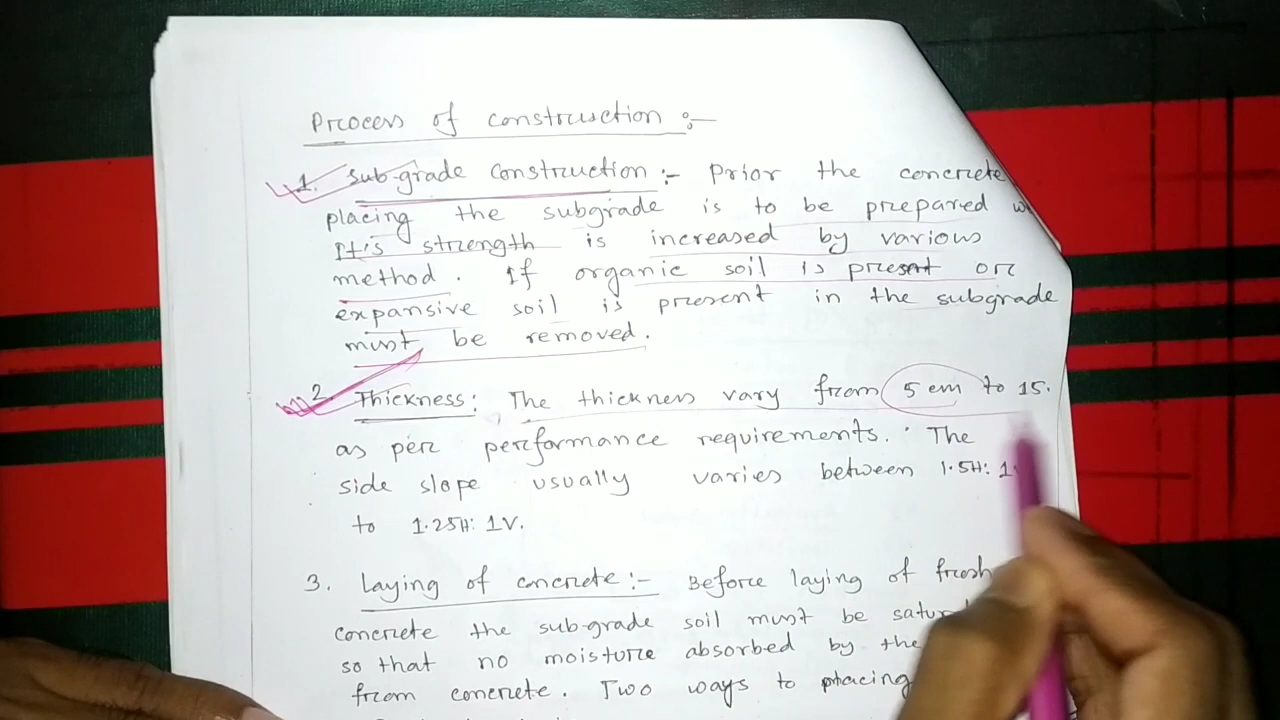 Process of construction :-
1. Sub-grade construction :- Prior the concrete
placing the subgrade is to be prepared
It's strength is increased by various
method. If organic soil is present or
expansive soil is present in the subgrade
must be removed.
2 Thickness: The thickness vary from 5 cm to 15.
as per performance requirements. The
side slope usually varies between 1.5H: 1
to 1.25H: 1V.
3. Laying of concrete :- Before laying of fresh
concrete the sub-grade soil must be
so that no moisture absorbed by the
from concrete. Two ways to placing